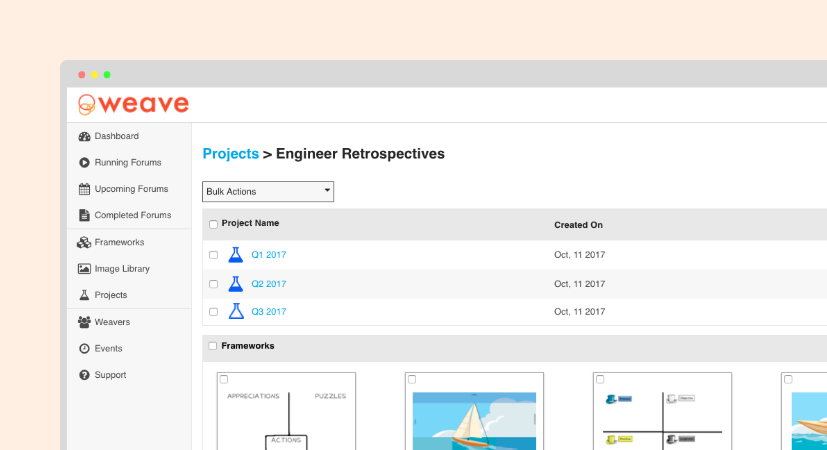 weave
Dashboard
Running Forums
Upcoming Forums
Completed Forums
Frameworks
Image Library
Projects
Weavers
Events
Support
Projects > Engineer Retrospectives
Bulk Actions
Project Name Created On
Q1 2017 Oct, 11 2017
Q2 2017 Oct, 11 2017
Q3 2017 Oct, 11 2017
Frameworks
APPRECIATIONS PUZZLES
ACTIONS